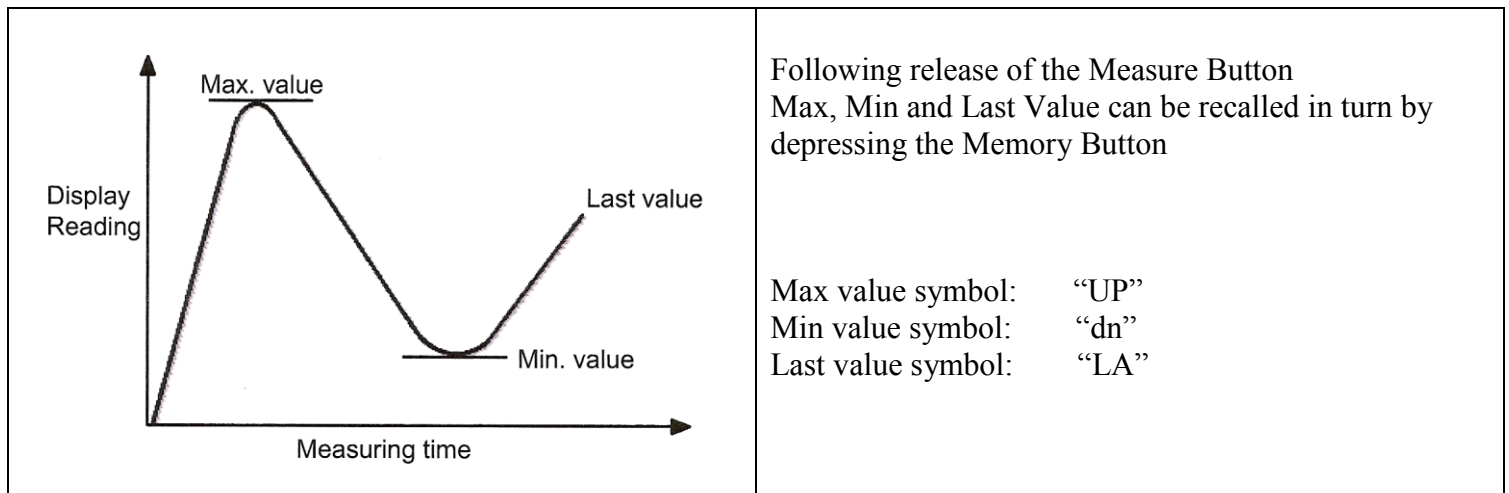 Max. value
Display
Reading
Last value
Min. value
Measuring time
Following release of the Measure Button
Max, Min and Last Value can be recalled in turn by
depressing the Memory Button
Max value symbol: “UP”
Min value symbol: “dn”
Last value symbol: “LA”